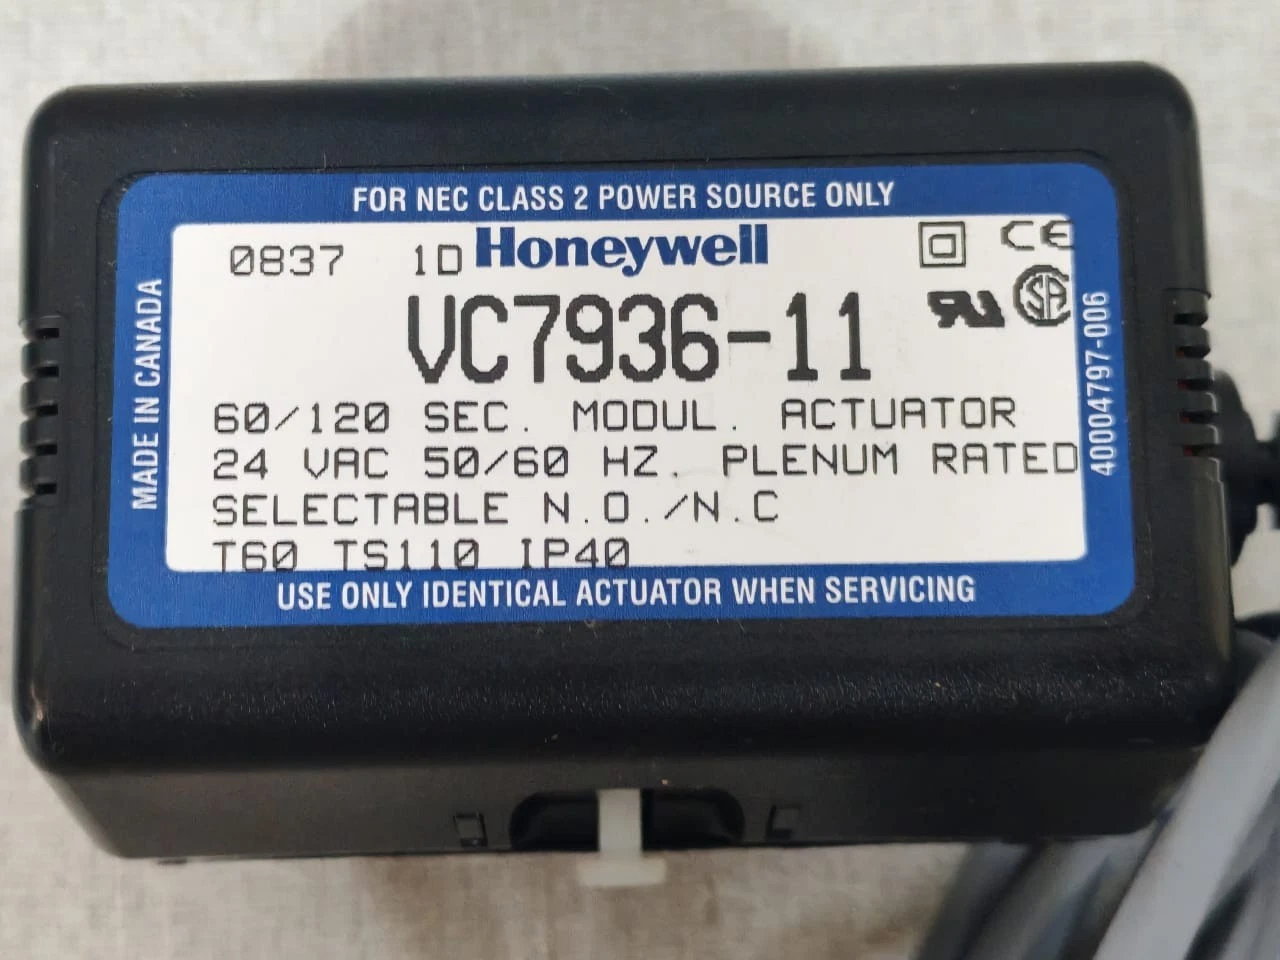 FOR NEC CLASS 2 POWER SOURCE ONLY
0837 1D Honeywell
CE
VC7936-11
SA
60/120 SEC. MODUL. ACTUATOR
24 VAC 50/60 HZ. PLENUM RATED
SELECTABLE N.O./N.C
T60 TS110 IP40
USE ONLY IDENTICAL ACTUATOR WHEN SERVICING
MADE IN CANADA
40004797-006